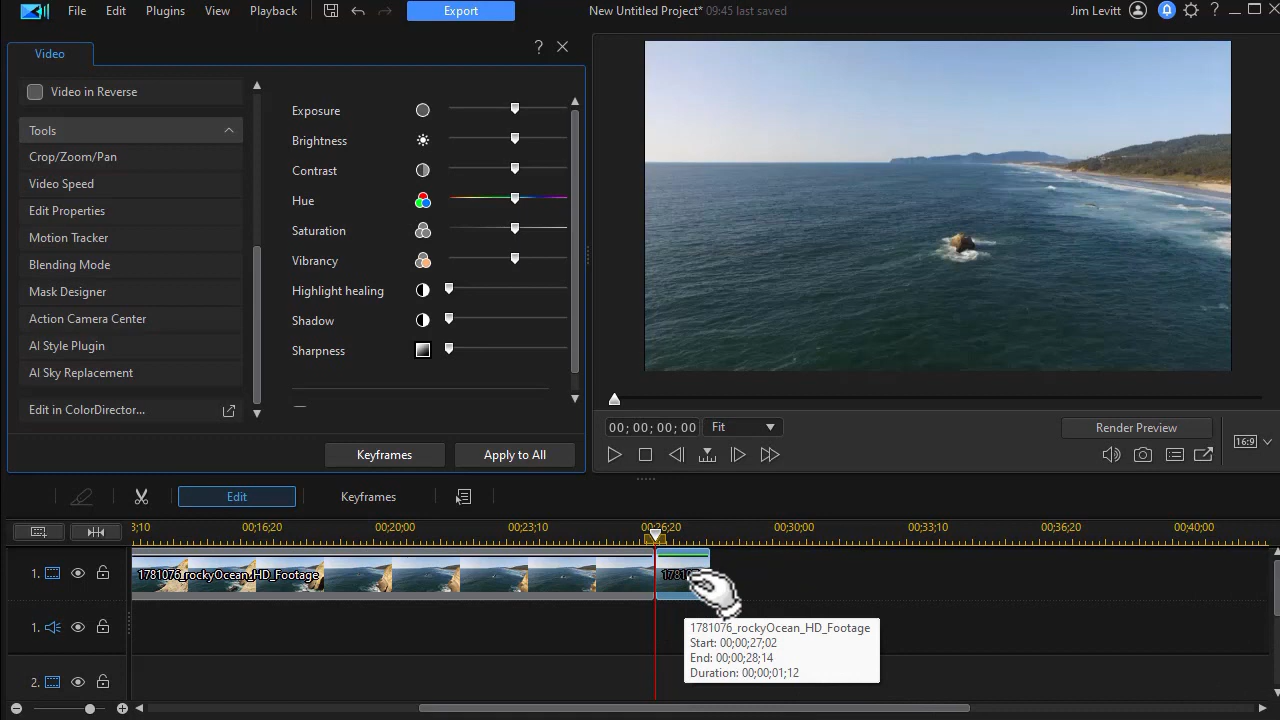 File Edit Plugins View Playback Export New Untitled Project* 09:45 last saved Jim Levitt ?
Video ?
Video in Reverse
Tools
Crop/Zoom/Pan
Video Speed
Edit Properties
Motion Tracker
Blending Mode
Mask Designer
Action Camera Center
AI Style Plugin
AI Sky Replacement
Edit in ColorDirector...
Exposure
Brightness
Contrast
Hue
Saturation
Vibrancy
Highlight healing
Shadow
Sharpness
Keyframes Apply to All
00; 00; 00; 00 Fit Render Preview
16:9
Edit Keyframes
3;10 00;16;20 00;20;00 00;23;10 00;26;20 00;30;00 00;33;10 00;36;20 00;40;00
1. 1781076_rockyOcean_HD_Footage
1.
1781076_rockyOcean_HD_Footage
Start: 00;00;27;02
End: 00;00;28;14
Duration: 00;00;01;12
2.